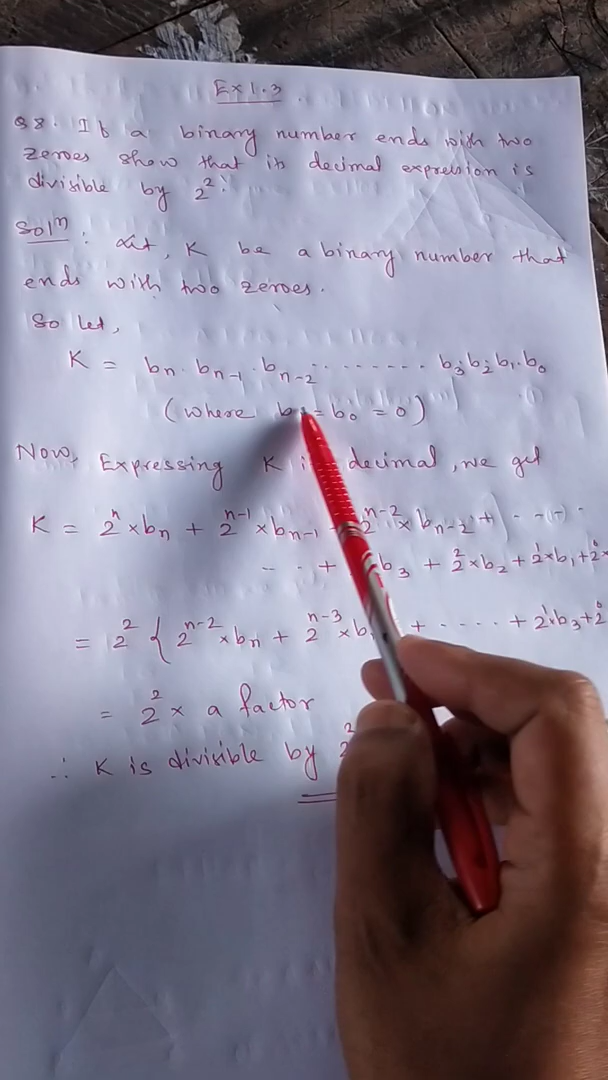 Ex 1.3
Q8. If a binary number ends with two
zeroes show that its decimal expression is
divisible by 2².
Solⁿ : Let, K be a binary number that
ends with two zeroes.
So let,
K = bₙ . bₙ₋₁ . bₙ₋₂ ......... b₃ b₂ b₁ . b₀
(where b = b₀ = 0)
Now, Expressing K decimal, we get
K = 2ⁿ × bₙ + 2ⁿ⁻¹ × bₙ₋₁ 2ⁿ⁻² × bₙ₋₂ + - - -
- - + b₃ + 2² × b₂ + 2¹ × b₁ + 2⁰ ×
= 2² { 2ⁿ⁻² × bₙ + 2ⁿ⁻³ × b + - - - - + 2¹ × b₃ + 2⁰
= 2² × a factor
∴ K is divisible by 2²